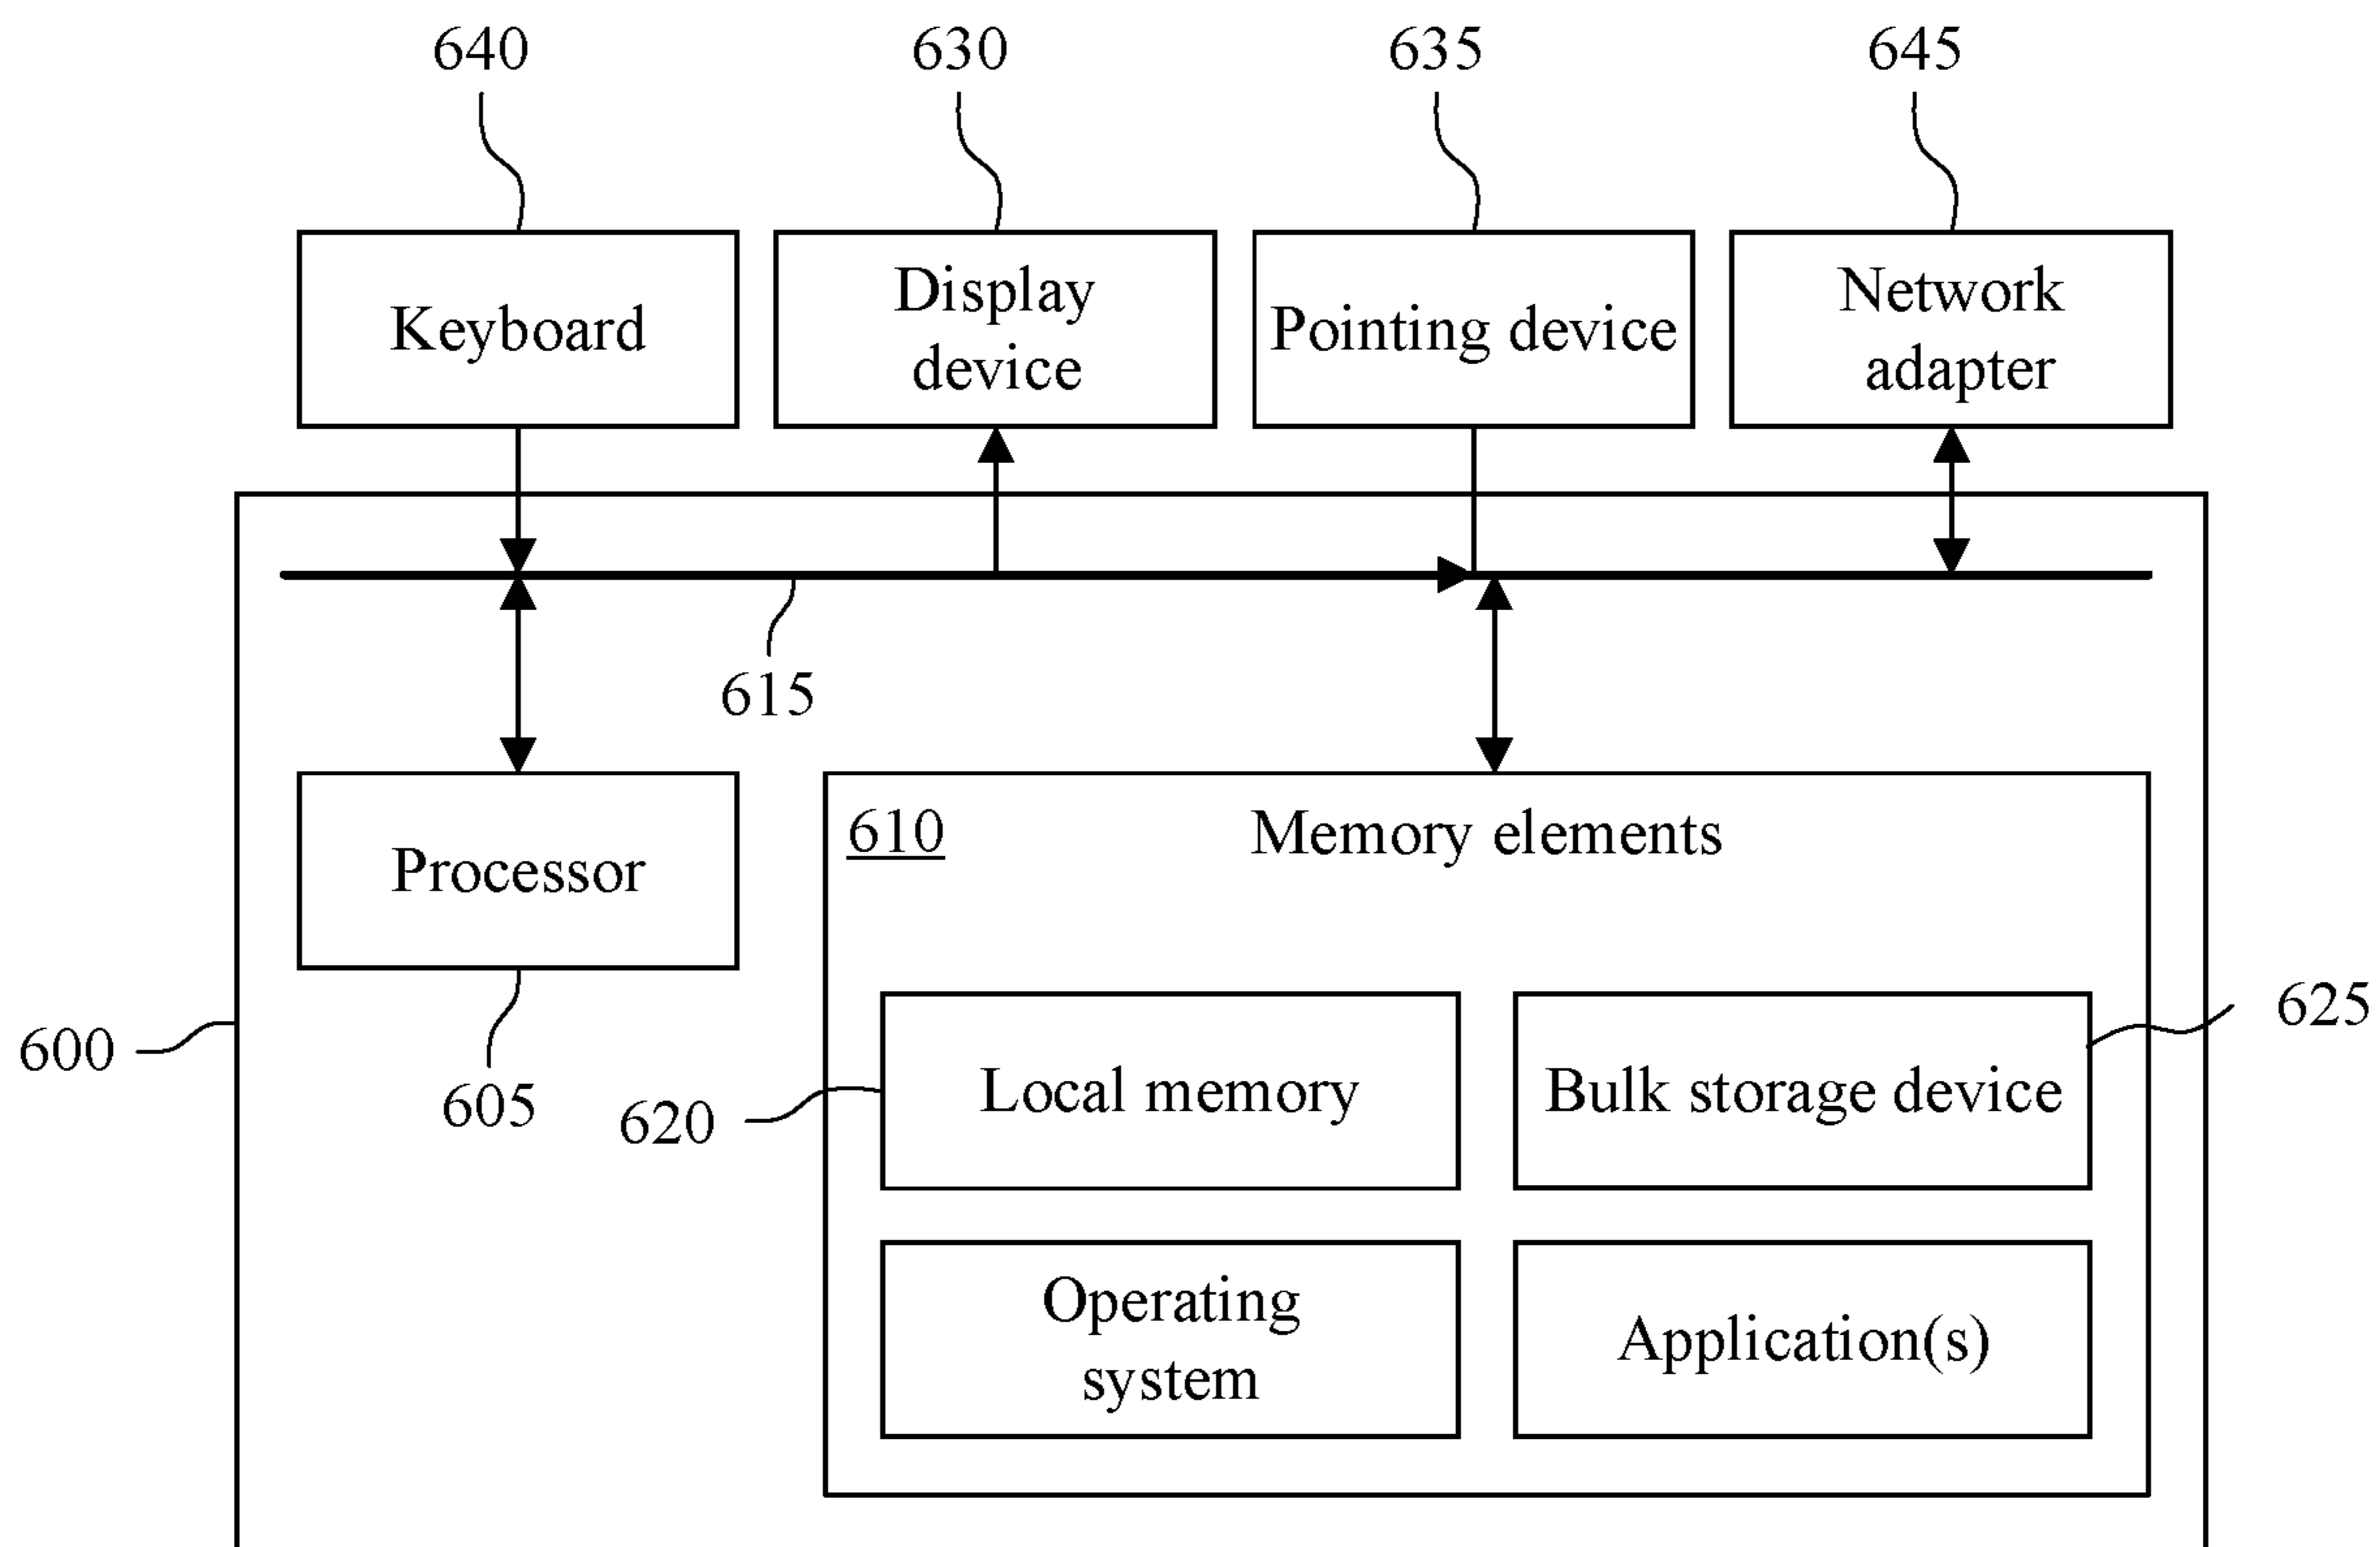 640
630
635
645
Keyboard
Display
device
Pointing device
Network
adapter
615
Processor
605
600
610
Memory elements
620
Local memory
Bulk storage device
625
Operating
system
Application(s)